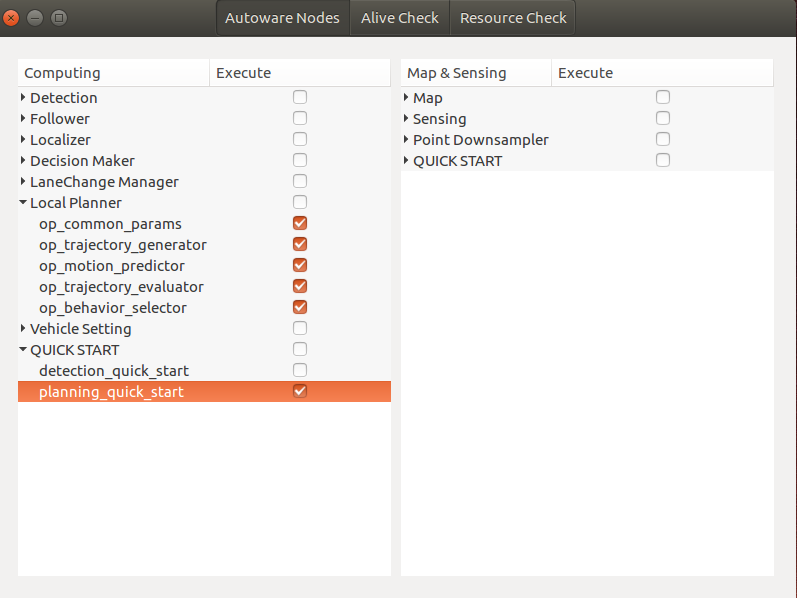 Autoware Nodes Alive Check Resource Check
Computing Execute
Detection
Follower
Localizer
Decision Maker
LaneChange Manager
Local Planner
op_common_params
op_trajectory_generator
op_motion_predictor
op_trajectory_evaluator
op_behavior_selector
Vehicle Setting
QUICK START
detection_quick_start
planning_quick_start
Map & Sensing Execute
Map
Sensing
Point Downsampler
QUICK START